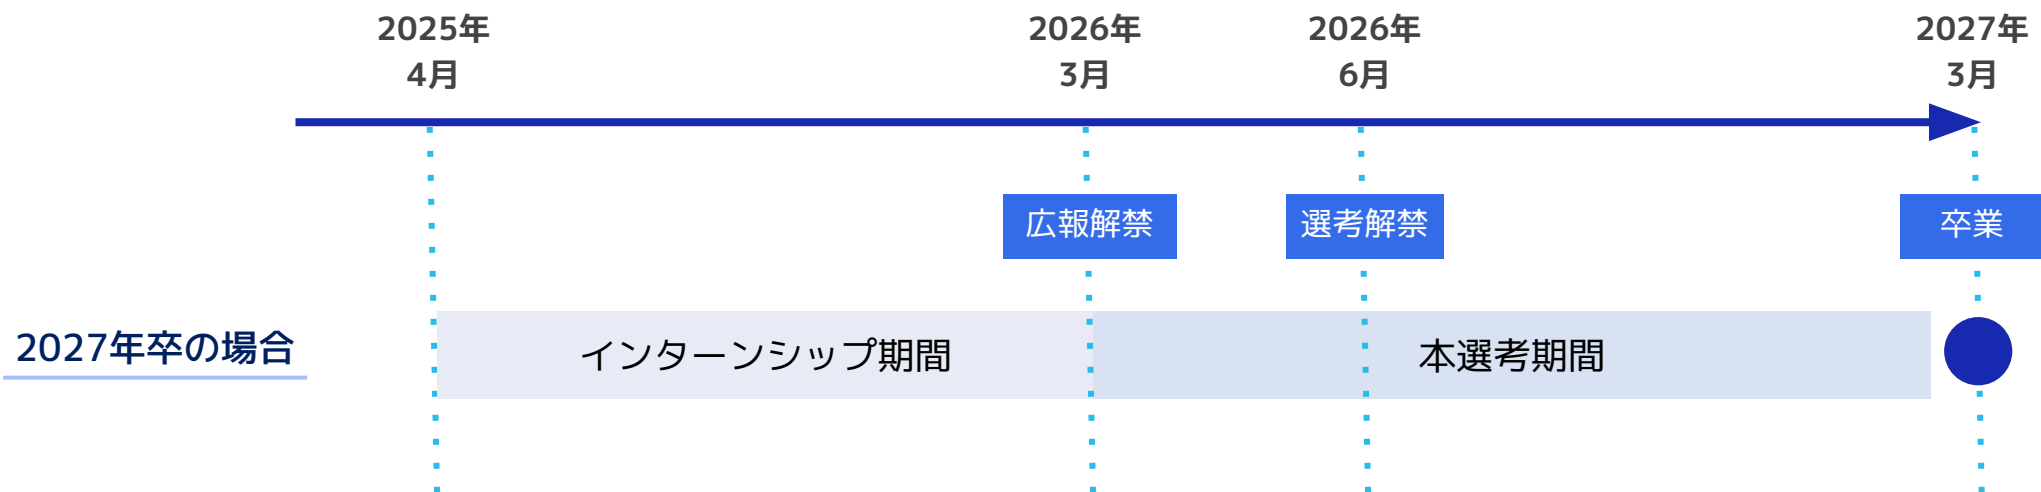 2025年
4月
2026年
3月
2026年
6月
2027年
3月
広報解禁
選考解禁
卒業
2027年卒の場合
インターンシップ期間
本選考期間